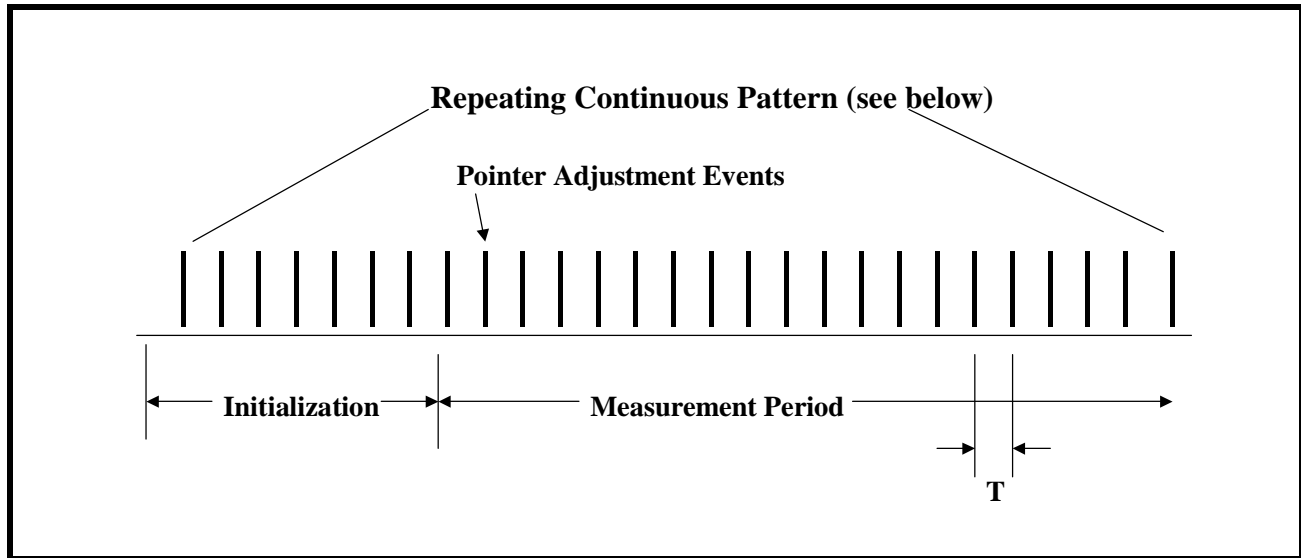 Repeating Continuous Pattern (see below)
Pointer Adjustment Events
Initialization
Measurement Period
T